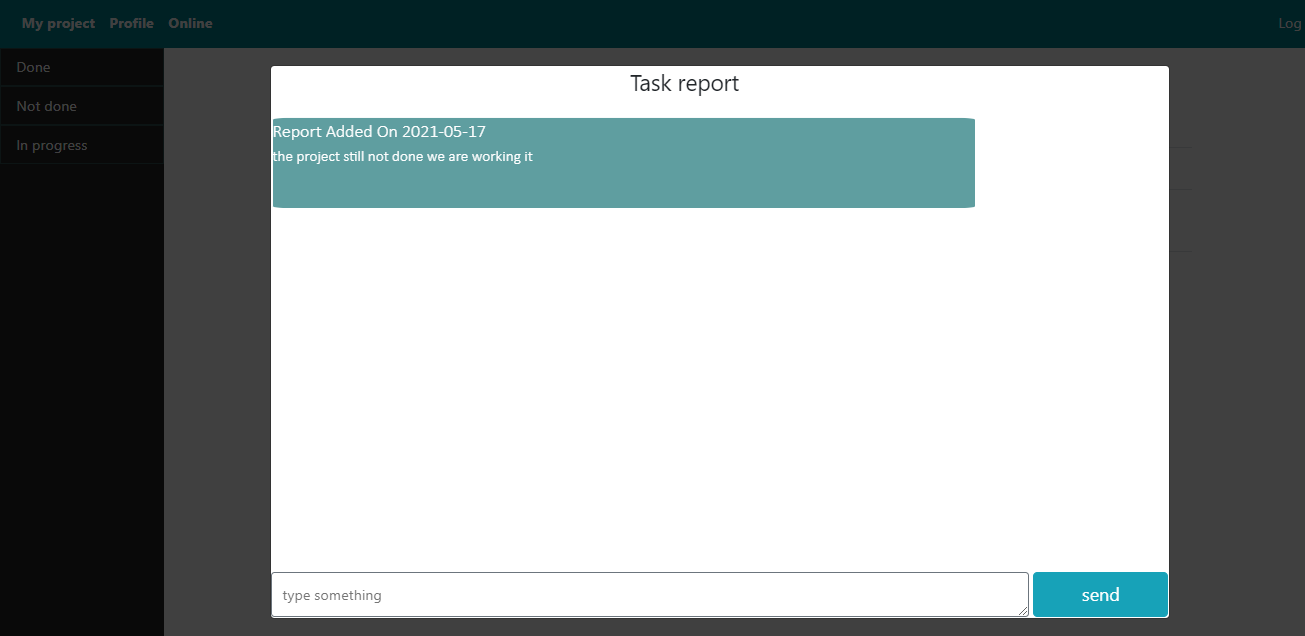 My project Profile Online Log
Done
Not done
In progress
Task report
Report Added On 2021-05-17
the project still not done we are working it
type something
send